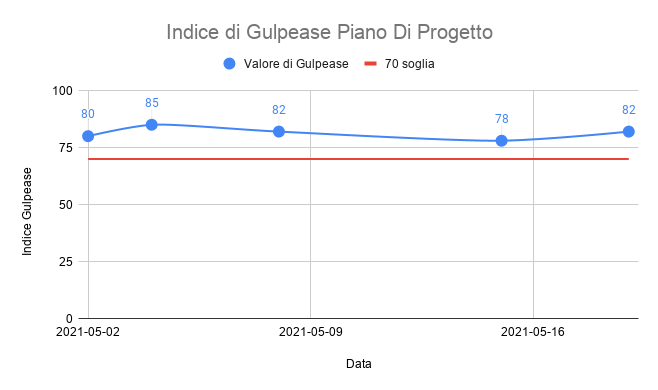 Indice di Gulpease Piano Di Progetto
Valore di Gulpease 70 soglia
100
80 85 82 78 82
75
50
25
0
Indice Gulpease
2021-05-02 2021-05-09 2021-05-16
Data